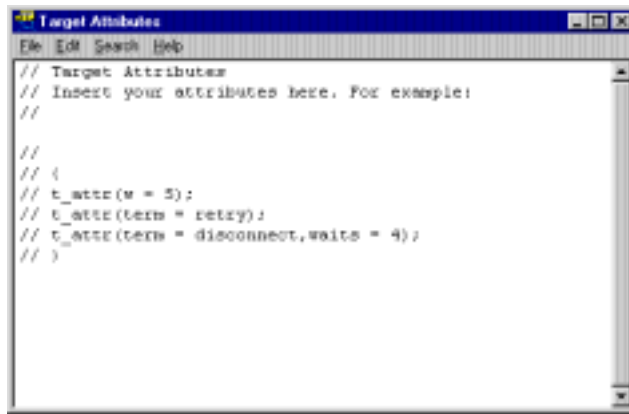 Target Attributes
File Edit Search Help
// Target Attributes
// Insert your attributes here. For example:
//
//
// {
// t_attr(w = 5);
// t_attr(term = retry);
// t_attr(term = disconnect,waits = 4);
// }